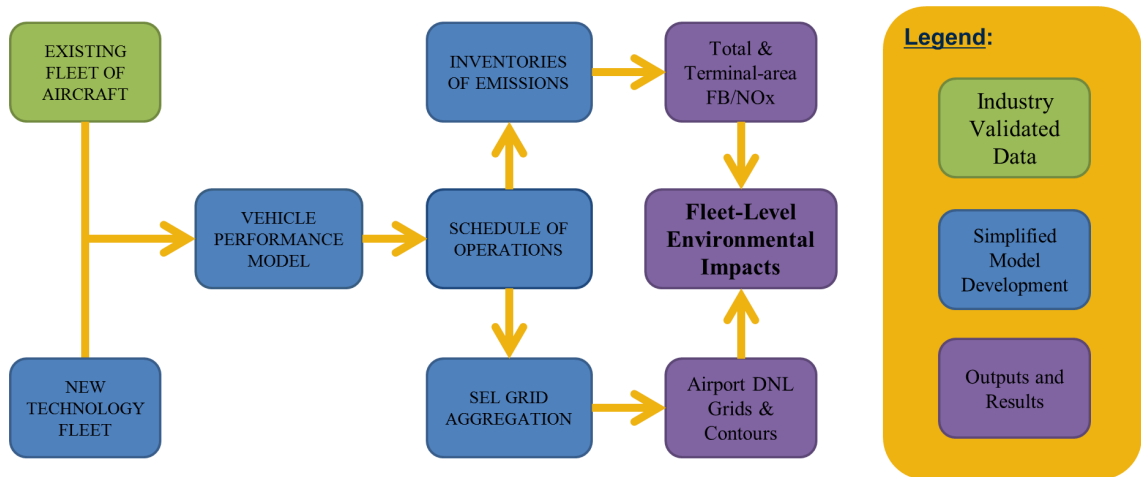 EXISTING
FLEET OF
AIRCRAFT
INVENTORIES
OF EMISSIONS
Total &
Terminal-area
FB/NOx
Legend:
Industry
Validated
Data
VEHICLE
PERFORMANCE
MODEL
SCHEDULE OF
OPERATIONS
Fleet-Level
Environmental
Impacts
Simplified
Model
Development
NEW
TECHNOLOGY
FLEET
SEL GRID
AGGREGATION
Airport DNL
Grids &
Contours
Outputs and
Results